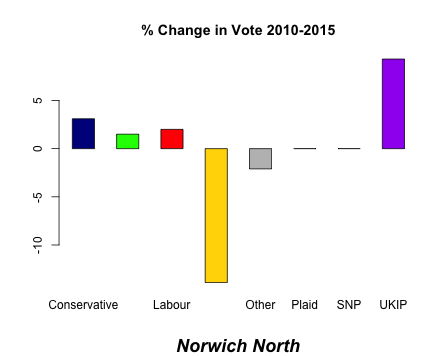 % Change in Vote 2010-2015
5
0
-5
-10
Conservative Labour Other Plaid SNP UKIP
Norwich North